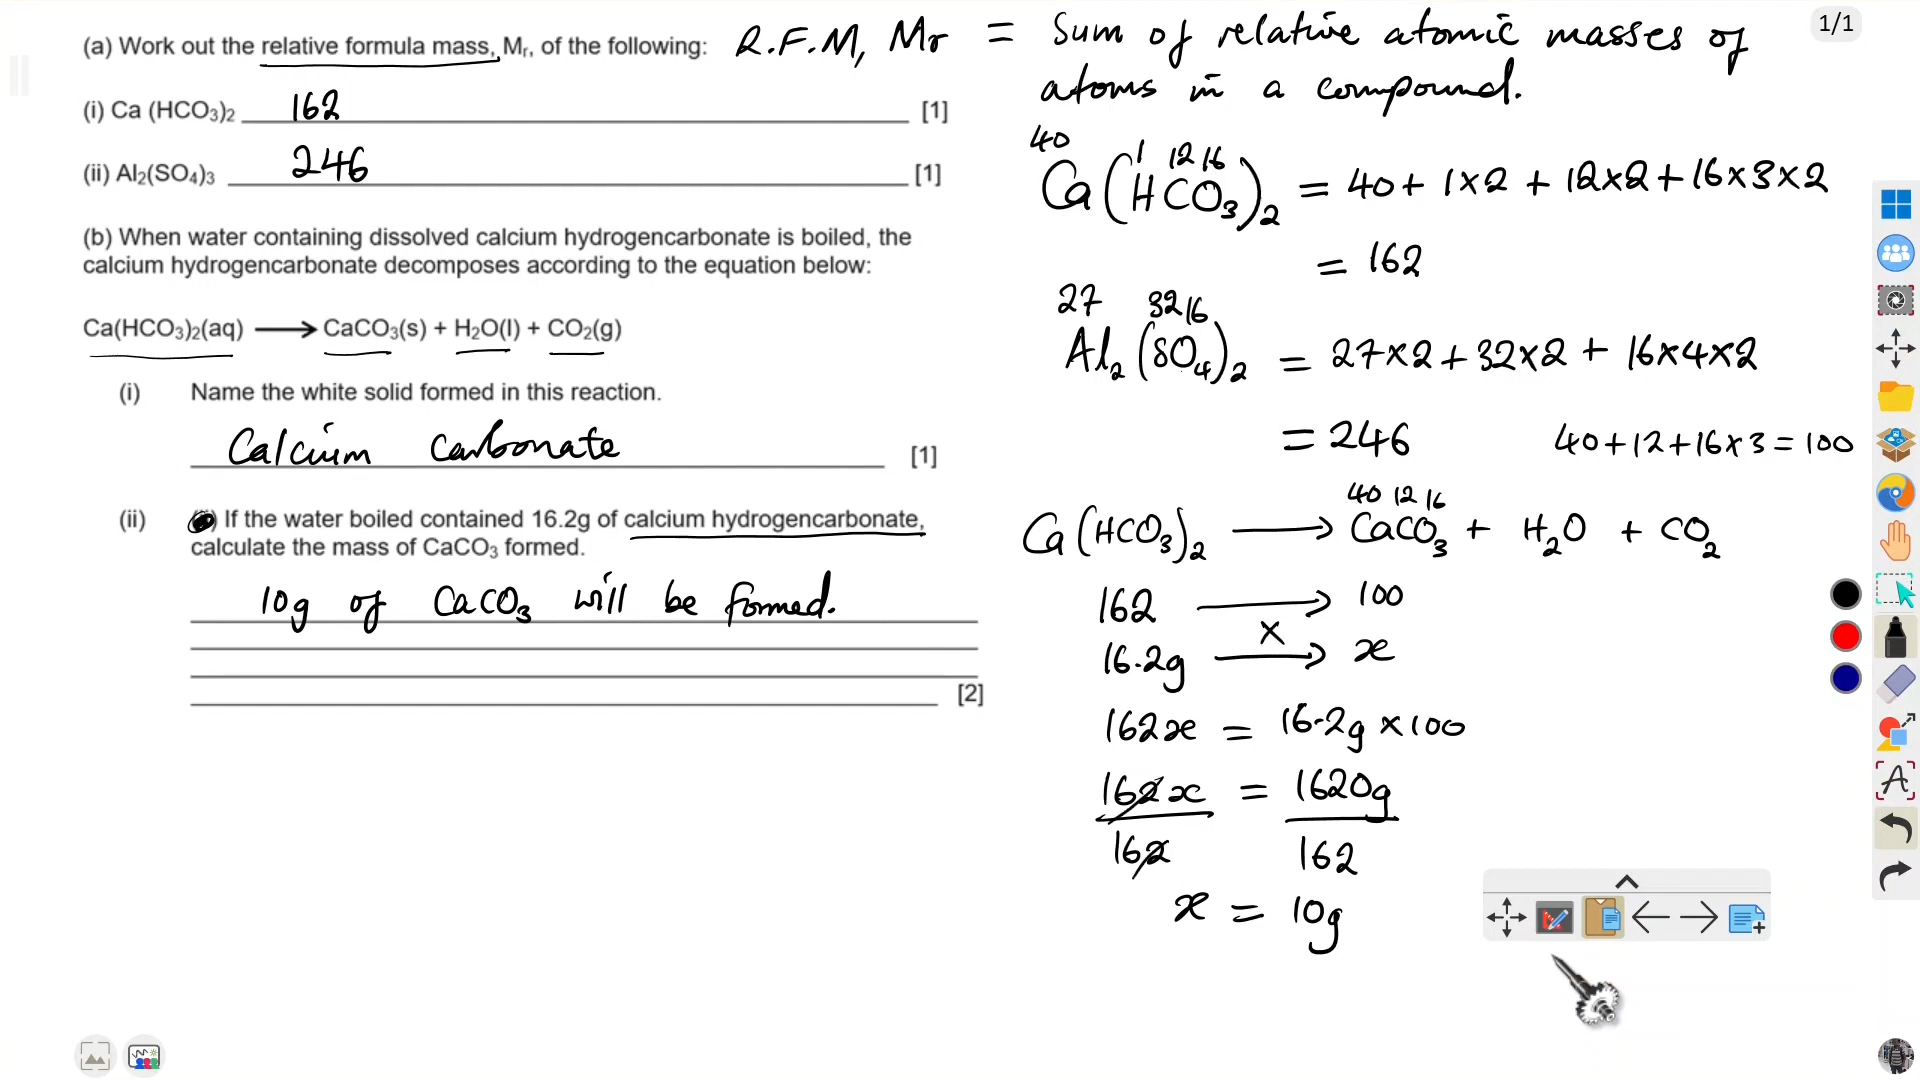 (a) Work out the relative formula mass, Mr, of the following:
(i) Ca (HCO3)2 162 [1]
(ii) Al2(SO4)3 246 [1]
(b) When water containing dissolved calcium hydrogencarbonate is boiled, the
calcium hydrogencarbonate decomposes according to the equation below:
Ca(HCO3)2(aq) ⟶ CaCO3(s) + H2O(l) + CO2(g)
(i) Name the white solid formed in this reaction.
Calcium carbonate [1]
(ii) If the water boiled contained 16.2g of calcium hydrogencarbonate,
calculate the mass of CaCO3 formed.
10g of CaCO3 will be formed.
[2]
R.F.M, Mr = Sum of relative atomic masses of
atoms in a compound.
40 1 12 16
Ca(HCO3)2 = 40 + 1×2 + 12×2 + 16×3×2
= 162
27 32 16
Al2(SO4)2 = 27×2 + 32×2 + 16×4×2
= 246
40+12+16×3 = 100
40 12 16
Ca(HCO3)2 ⟶ CaCO3 + H2O + CO2
162 ⟶ 100
×
16.2g ⟶ x
162x = 16.2g ×100
162x = 1620g
162 162
x = 10g
1/1